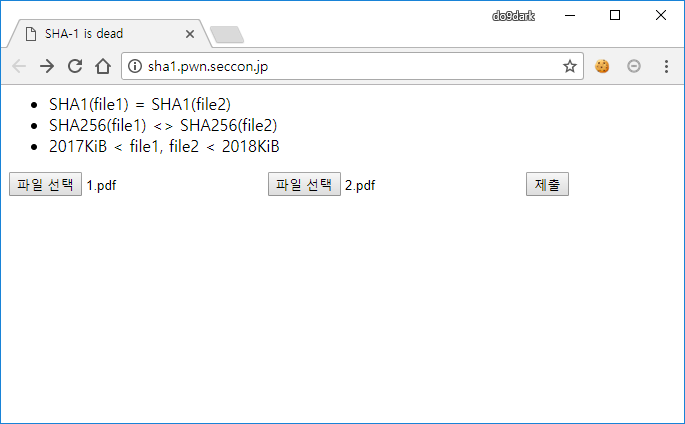 do9dark
SHA-1 is dead
sha1.pwn.seccon.jp
SHA1(file1) = SHA1(file2)
SHA256(file1) <> SHA256(file2)
2017KiB < file1, file2 < 2018KiB
파일 선택 1.pdf 파일 선택 2.pdf 제출